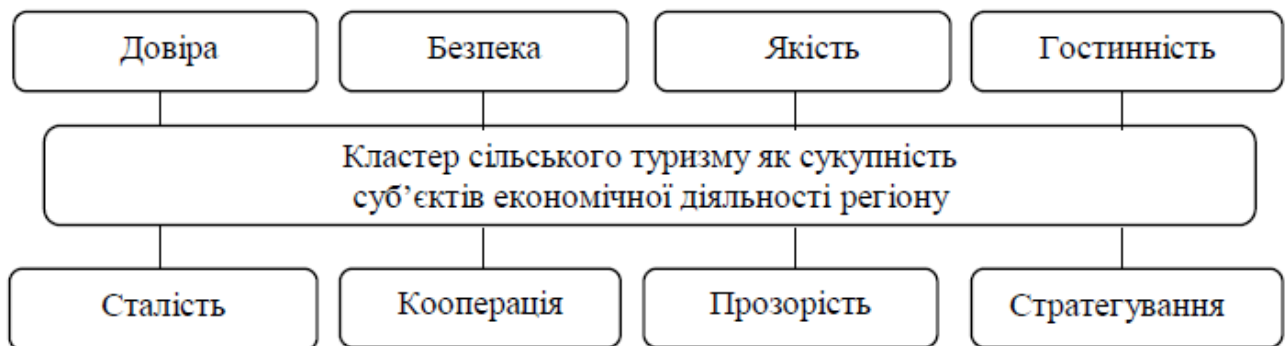 Довіра
Безпека
Якість
Гостинність
Кластер сільського туризму як сукупність
суб’єктів економічної діяльності регіону
Сталість
Кооперація
Прозорість
Стратегування